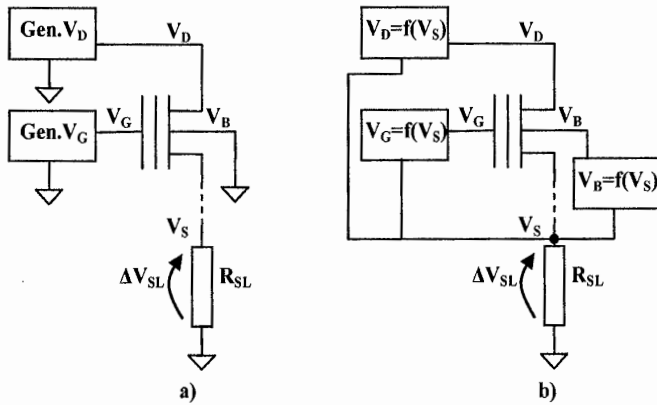 Gen.V_D
V_D
Gen.V_G
V_G
V_B
V_S
ΔV_SL
R_SL
a)
V_D=f(V_S)
V_D
V_G=f(V_S)
V_G
V_B
V_B=f(V_S)
V_S
ΔV_SL
R_SL
b)